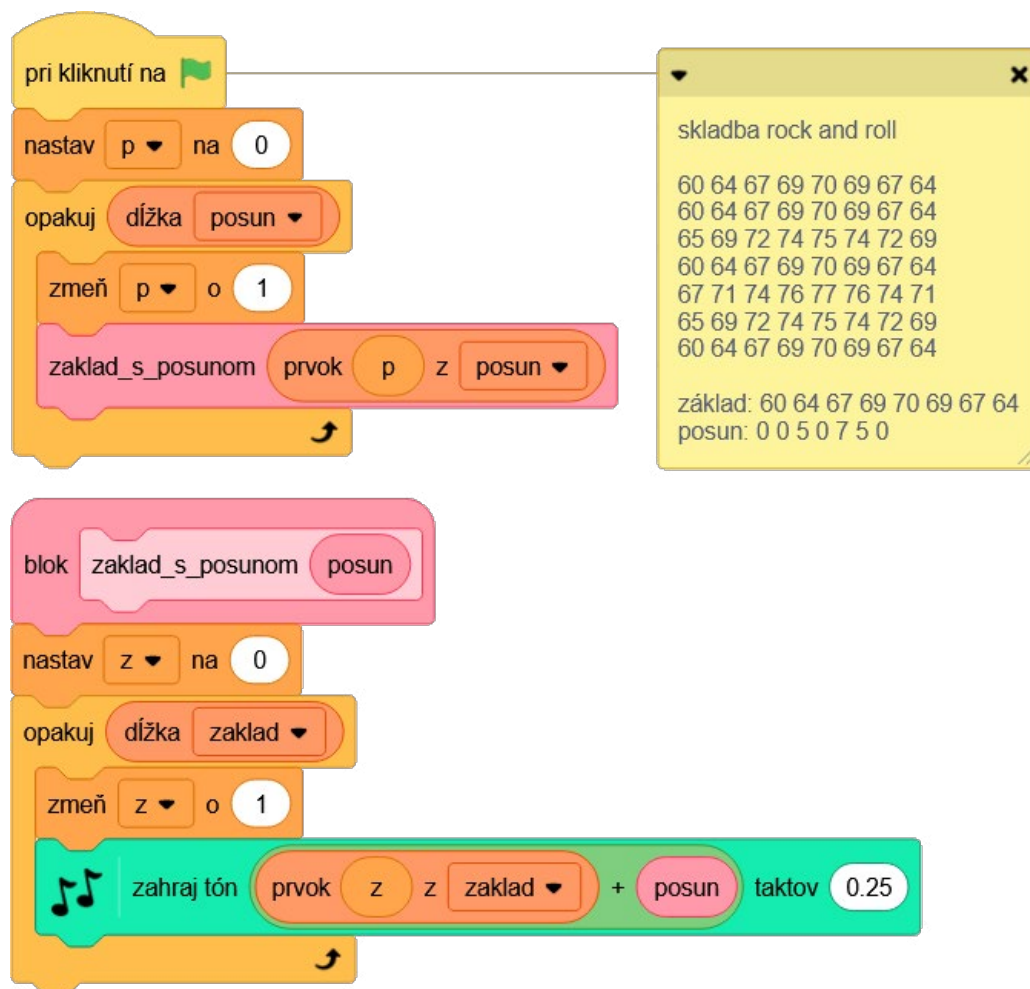 pri kliknutí na
nastav p na 0
opakuj dĺžka posun
zmeň p o 1
zaklad_s_posunom prvok p z posun
skladba rock and roll
60 64 67 69 70 69 67 64
60 64 67 69 70 69 67 64
65 69 72 74 75 74 72 69
60 64 67 69 70 69 67 64
67 71 74 76 77 76 74 71
65 69 72 74 75 74 72 69
60 64 67 69 70 69 67 64
základ: 60 64 67 69 70 69 67 64
posun: 0 0 5 0 7 5 0
blok zaklad_s_posunom posun
nastav z na 0
opakuj dĺžka zaklad
zmeň z o 1
zahraj tón prvok z z zaklad + posun taktov 0.25